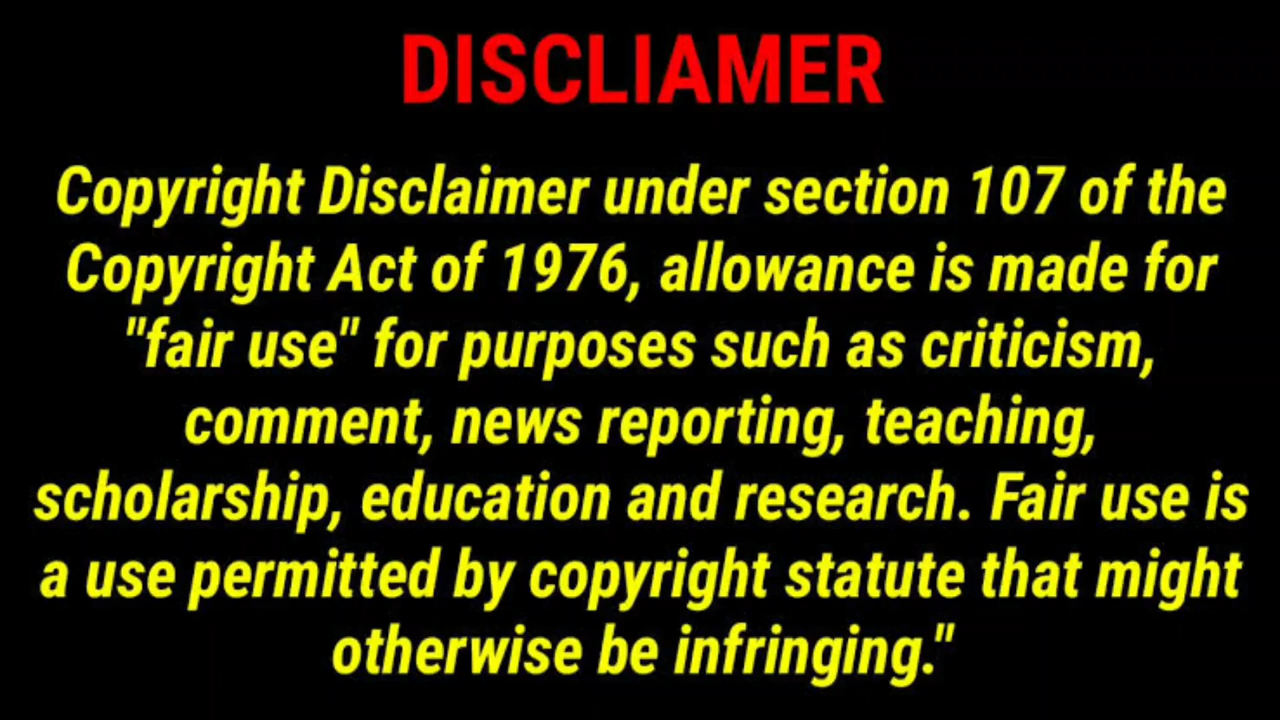 DISCLIAMER
Copyright Disclaimer under section 107 of the
Copyright Act of 1976, allowance is made for
"fair use" for purposes such as criticism,
comment, news reporting, teaching,
scholarship, education and research. Fair use is
a use permitted by copyright statute that might
otherwise be infringing."